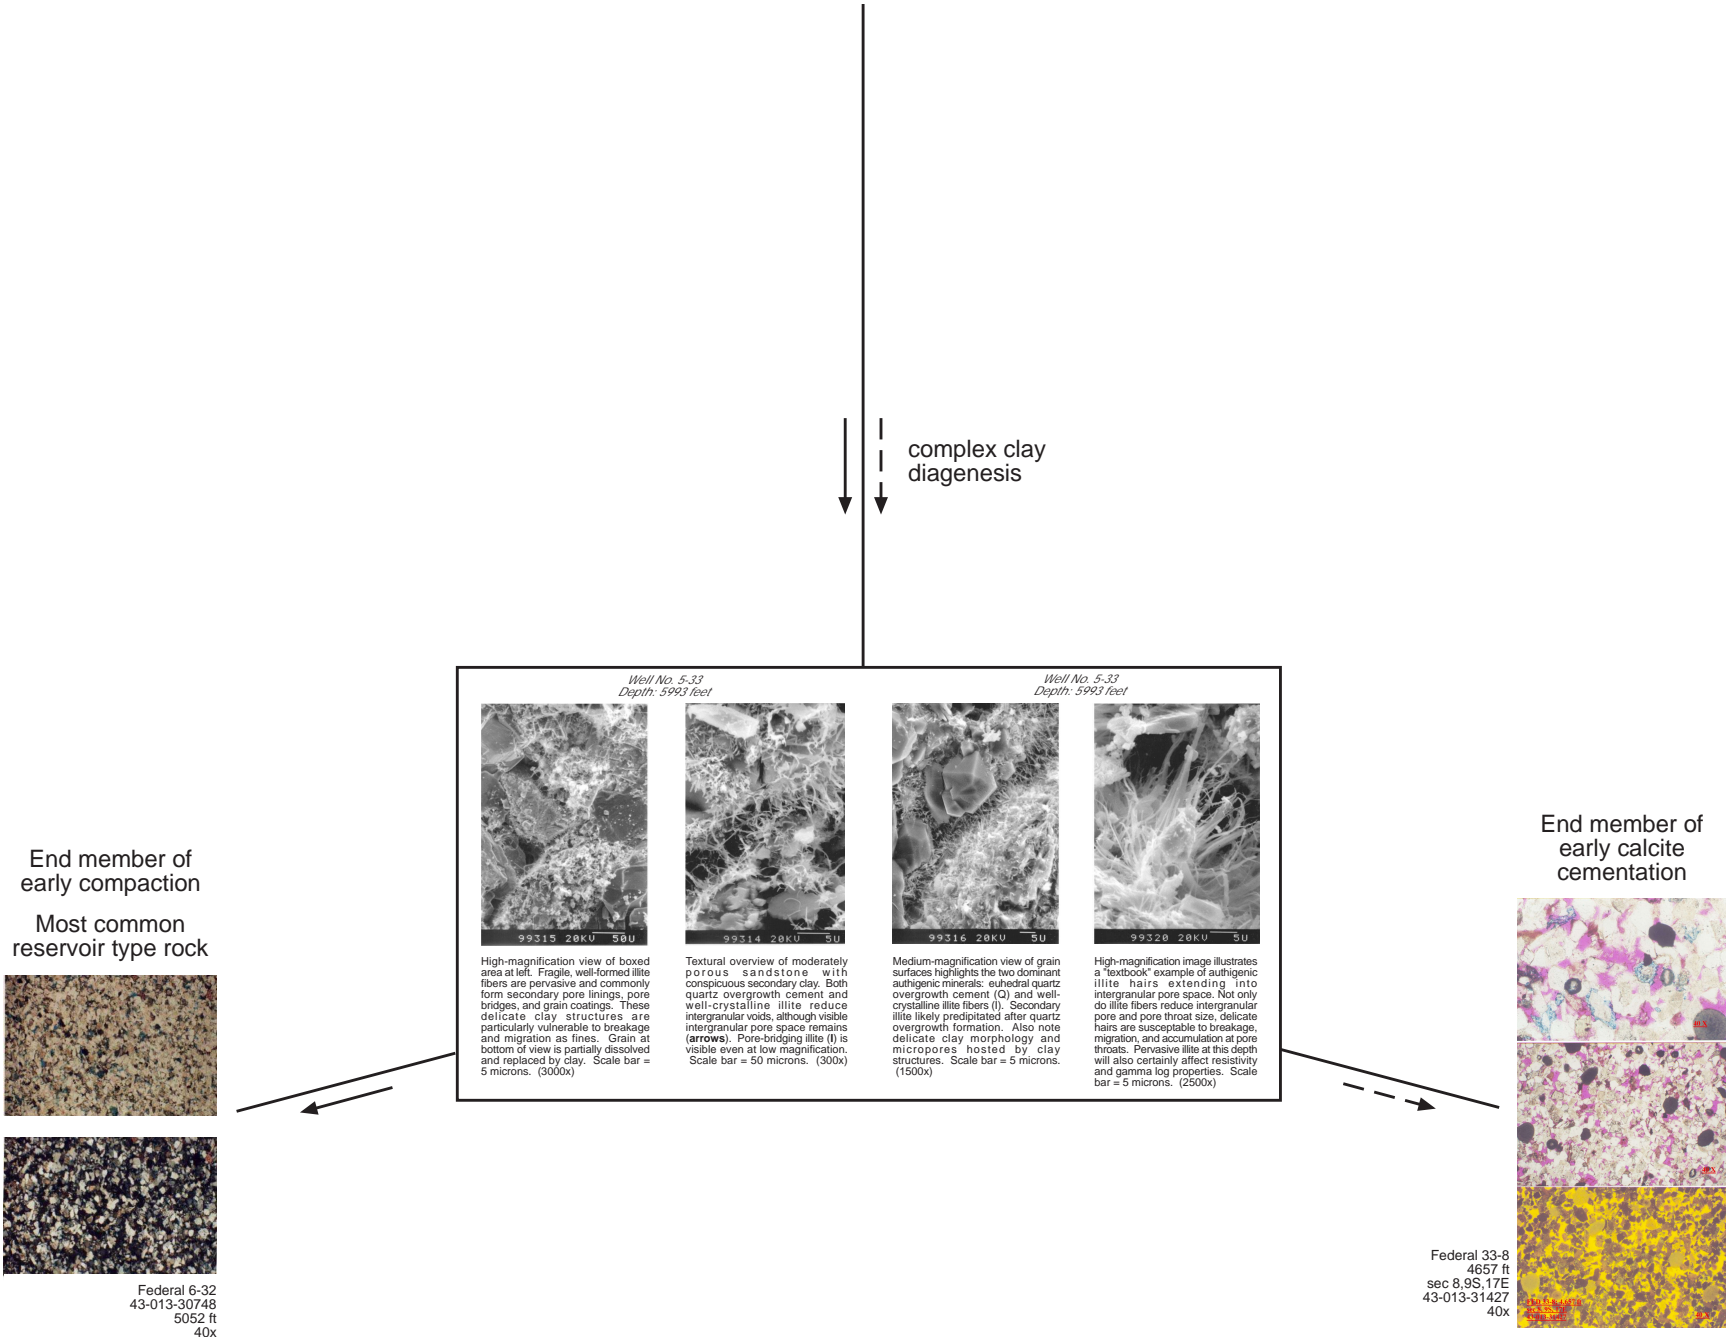 complex clay
diagenesis
Well No. 5-33
Depth: 5993 feet
99315 20KV 50U
High-magnification view of boxed
area at left. Fragile, well-formed illite
fibers are pervasive and commonly
form secondary pore linings, pore
bridges, and grain coatings. These
delicate clay structures are
particularly vulnerable to breakage
and migration as fines. Grain at
bottom of view is partially dissolved
and replaced by clay. Scale bar =
5 microns. (3000x)
99314 20KV 5U
Textural overview of moderately
porous sandstone with
conspicuous secondary clay. Both
quartz overgrowth cement and
well-crystalline illite reduce
intergranular voids, although visible
intergranular pore space remains
(arrows). Pore-bridging illite (I) is
visible even at low magnification.
Scale bar = 50 microns. (300x)
Well No. 5-33
Depth: 5993 feet
99316 20KV 5U
Medium-magnification view of grain
surfaces highlights the two dominant
authigenic minerals: euhedral quartz
overgrowth cement (Q) and well-
crystalline illite fibers (I). Secondary
illite likely predipitated after quartz
overgrowth formation. Also note
delicate clay morphology and
micropores hosted by clay
structures. Scale bar = 5 microns.
(1500x)
99320 20KV 5U
High-magnification image illustrates
a "textbook" example of authigenic
illite hairs extending into
intergranular pore space. Not only
do illite fibers reduce intergranular
pore and pore throat size, delicate
hairs are susceptable to breakage,
migration, and accumulation at pore
throats. Pervasive illite at this depth
will also certainly affect resistivity
and gamma log properties. Scale
bar = 5 microns. (2500x)
End member of
early compaction
Most common
reservoir type rock
Federal 6-32
43-013-30748
5052 ft
40x
End member of
early calcite
cementation
40 X
40 X
40 X
Federal 33-8
4657 ft
sec 8,9S,17E
43-013-31427
40x